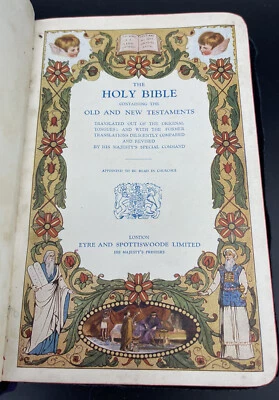 THE
HOLY BIBLE
CONTAINING THE
OLD AND NEW TESTAMENTS
TRANSLATED OUT OF THE ORIGINAL
TONGUES: AND WITH THE FORMER
TRANSLATIONS DILIGENTLY COMPARED
AND REVISED
BY HIS MAJESTY'S SPECIAL COMMAND
APPOINTED TO BE READ IN CHURCHES
LONDON
EYRE AND SPOTTISWOODE LIMITED
HIS MAJESTY'S PRINTERS